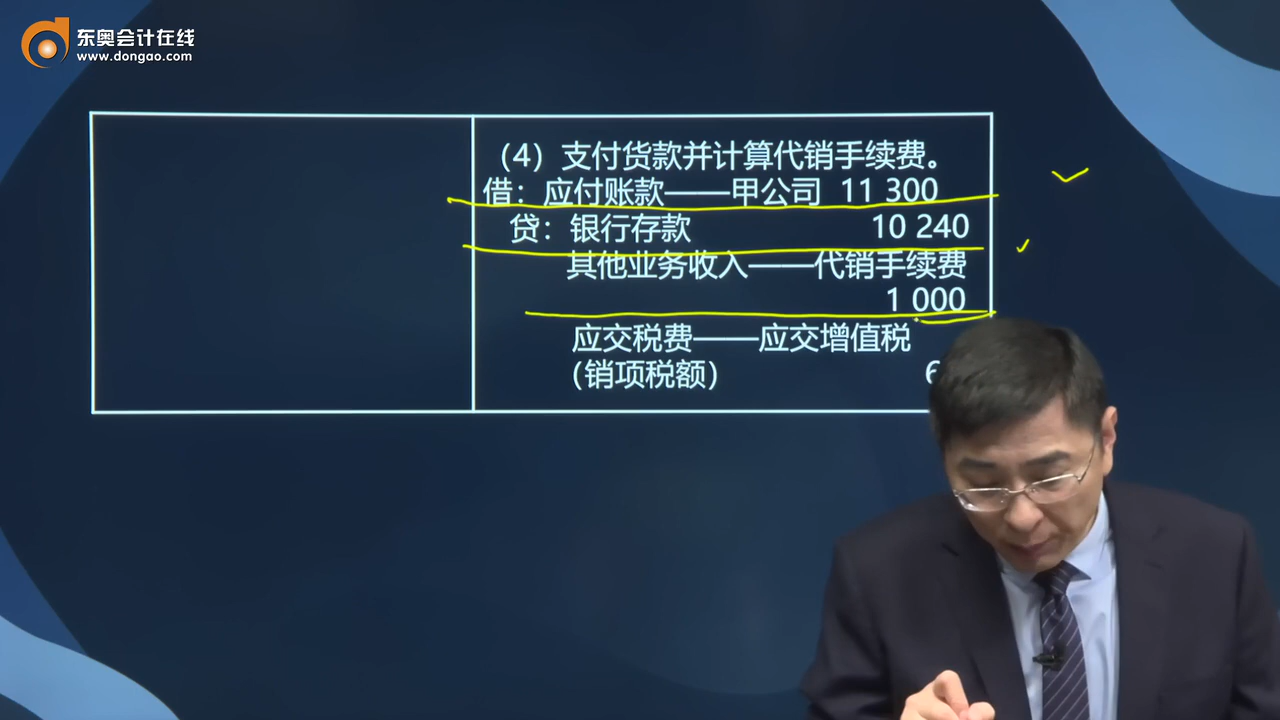 东奥会计在线
www.dongao.com
（4）支付货款并计算代销手续费。
借：应付账款——甲公司 11 300
贷：银行存款 10 240
其他业务收入——代销手续费
1 000
应交税费——应交增值税
（销项税额）